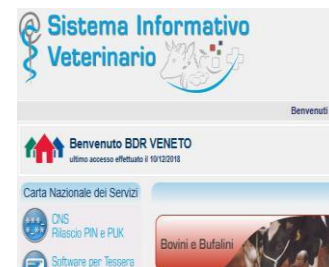 Sistema Informativo
Veterinario
Benvenuti
Benvenuto BDR VENETO
ultimo accesso effettuato il 10/12/2018
Carta Nazionale dei Servizi
CNS
Rilascio PIN e PUK
Software per Tessera
Bovini e Bufalini